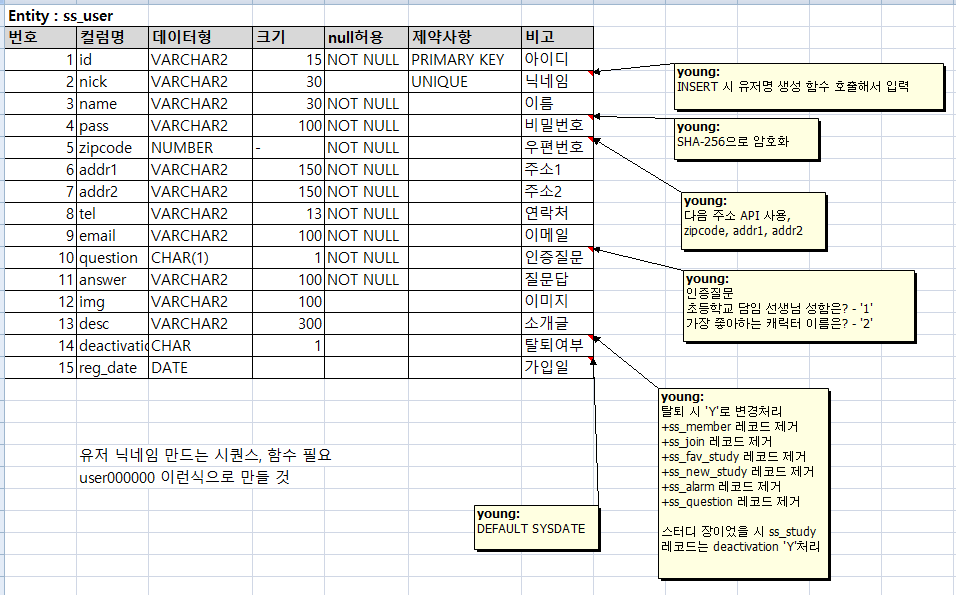 Entity : ss_user
번호 컬럼명 데이터형 크기 null허용 제약사항 비고
1 id VARCHAR2 15 NOT NULL PRIMARY KEY 아이디
2 nick VARCHAR2 30 UNIQUE 닉네임
3 name VARCHAR2 30 NOT NULL 이름
4 pass VARCHAR2 100 NOT NULL 비밀번호
5 zipcode NUMBER - NOT NULL 우편번호
6 addr1 VARCHAR2 150 NOT NULL 주소1
7 addr2 VARCHAR2 150 NOT NULL 주소2
8 tel VARCHAR2 13 NOT NULL 연락처
9 email VARCHAR2 100 NOT NULL 이메일
10 question CHAR(1) 1 NOT NULL 인증질문
11 answer VARCHAR2 100 NOT NULL 질문답
12 img VARCHAR2 100 이미지
13 desc VARCHAR2 300 소개글
14 deactivatic CHAR 1 탈퇴여부
15 reg_date DATE 가입일
young:
INSERT 시 유저명 생성 함수 호출해서 입력
young:
SHA-256으로 암호화
young:
다음 주소 API 사용,
zipcode, addr1, addr2
young:
인증질문
초등학교 담임 선생님 성함은? - '1'
가장 좋아하는 캐릭터 이름은? - '2'
young:
탈퇴 시 'Y'로 변경처리
+ss_member 레코드 제거
+ss_join 레코드 제거
+ss_fav_study 레코드 제거
+ss_new_study 레코드 제거
+ss_alarm 레코드 제거
+ss_question 레코드 제거
스터디 장이었을 시 ss_study
레코드는 deactivation 'Y'처리
유저 닉네임 만드는 시퀀스, 함수 필요
user000000 이런식으로 만들 것
young:
DEFAULT SYSDATE